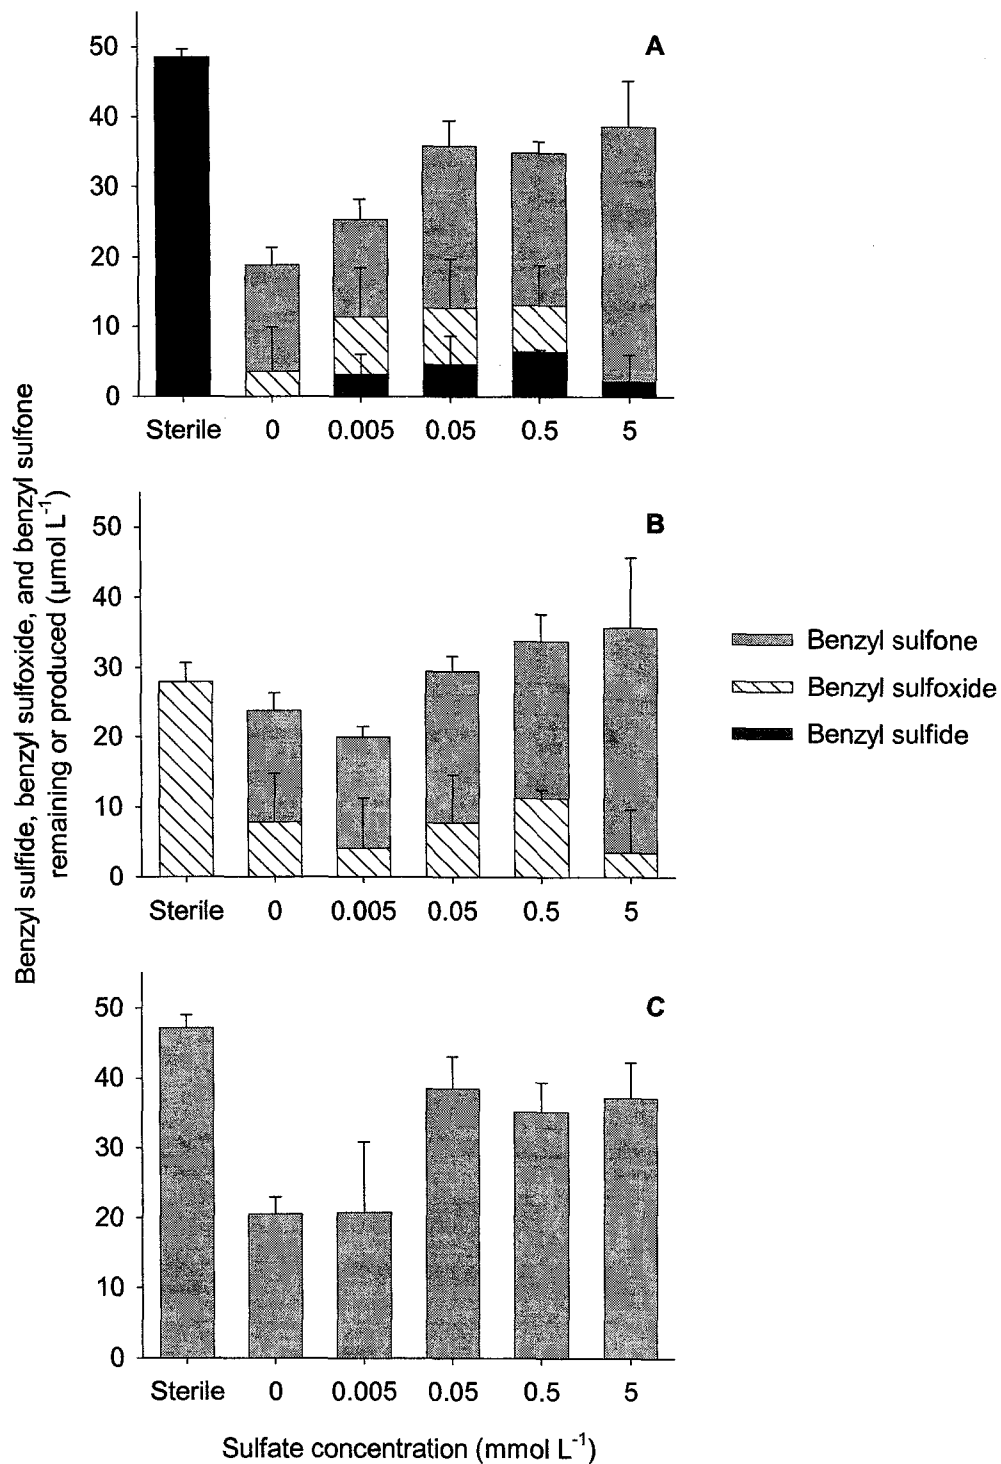 Benzyl sulfide, benzyl sulfoxide, and benzyl sulfone
remaining or produced (µmol L⁻¹)
A
50
40
30
20
10
0
Sterile 0 0.005 0.05 0.5 5
B
50
40
30
20
10
0
Sterile 0 0.005 0.05 0.5 5
Benzyl sulfone
Benzyl sulfoxide
Benzyl sulfide
C
50
40
30
20
10
0
Sterile 0 0.005 0.05 0.5 5
Sulfate concentration (mmol L⁻¹)